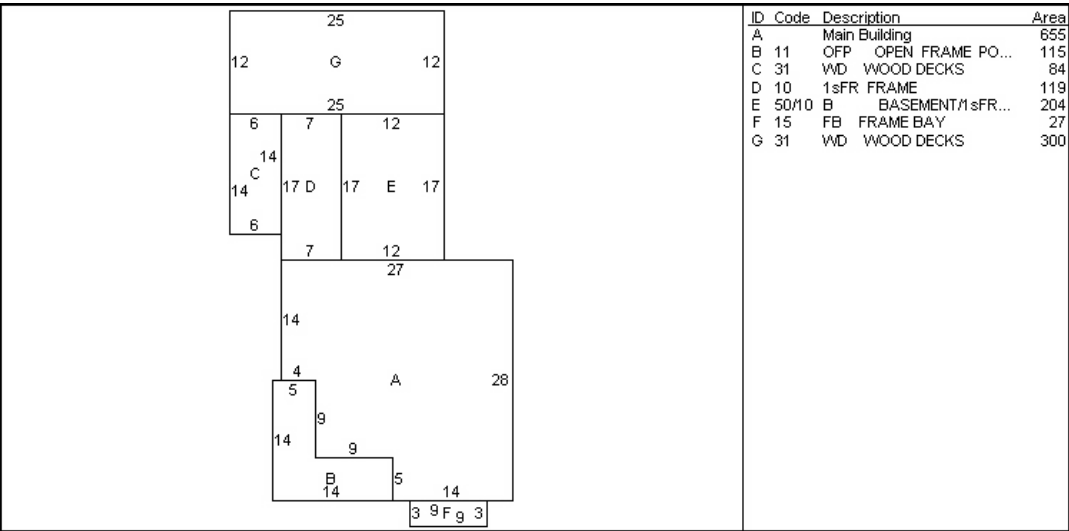 25
12 G 12
25
6 7 12
14
C
14 17 D 17 E 17
6
7 12
27
14
4 A 28
5
9
14
9
B 5
14 14
3 9 F 9 3
ID Code Description Area
A Main Building 655
B 11 OFP OPEN FRAME PO... 115
C 31 WD WOOD DECKS 84
D 10 1sFR FRAME 119
E 50/10 B BASEMENT/1sFR... 204
F 15 FB FRAME BAY 27
G 31 WD WOOD DECKS 300